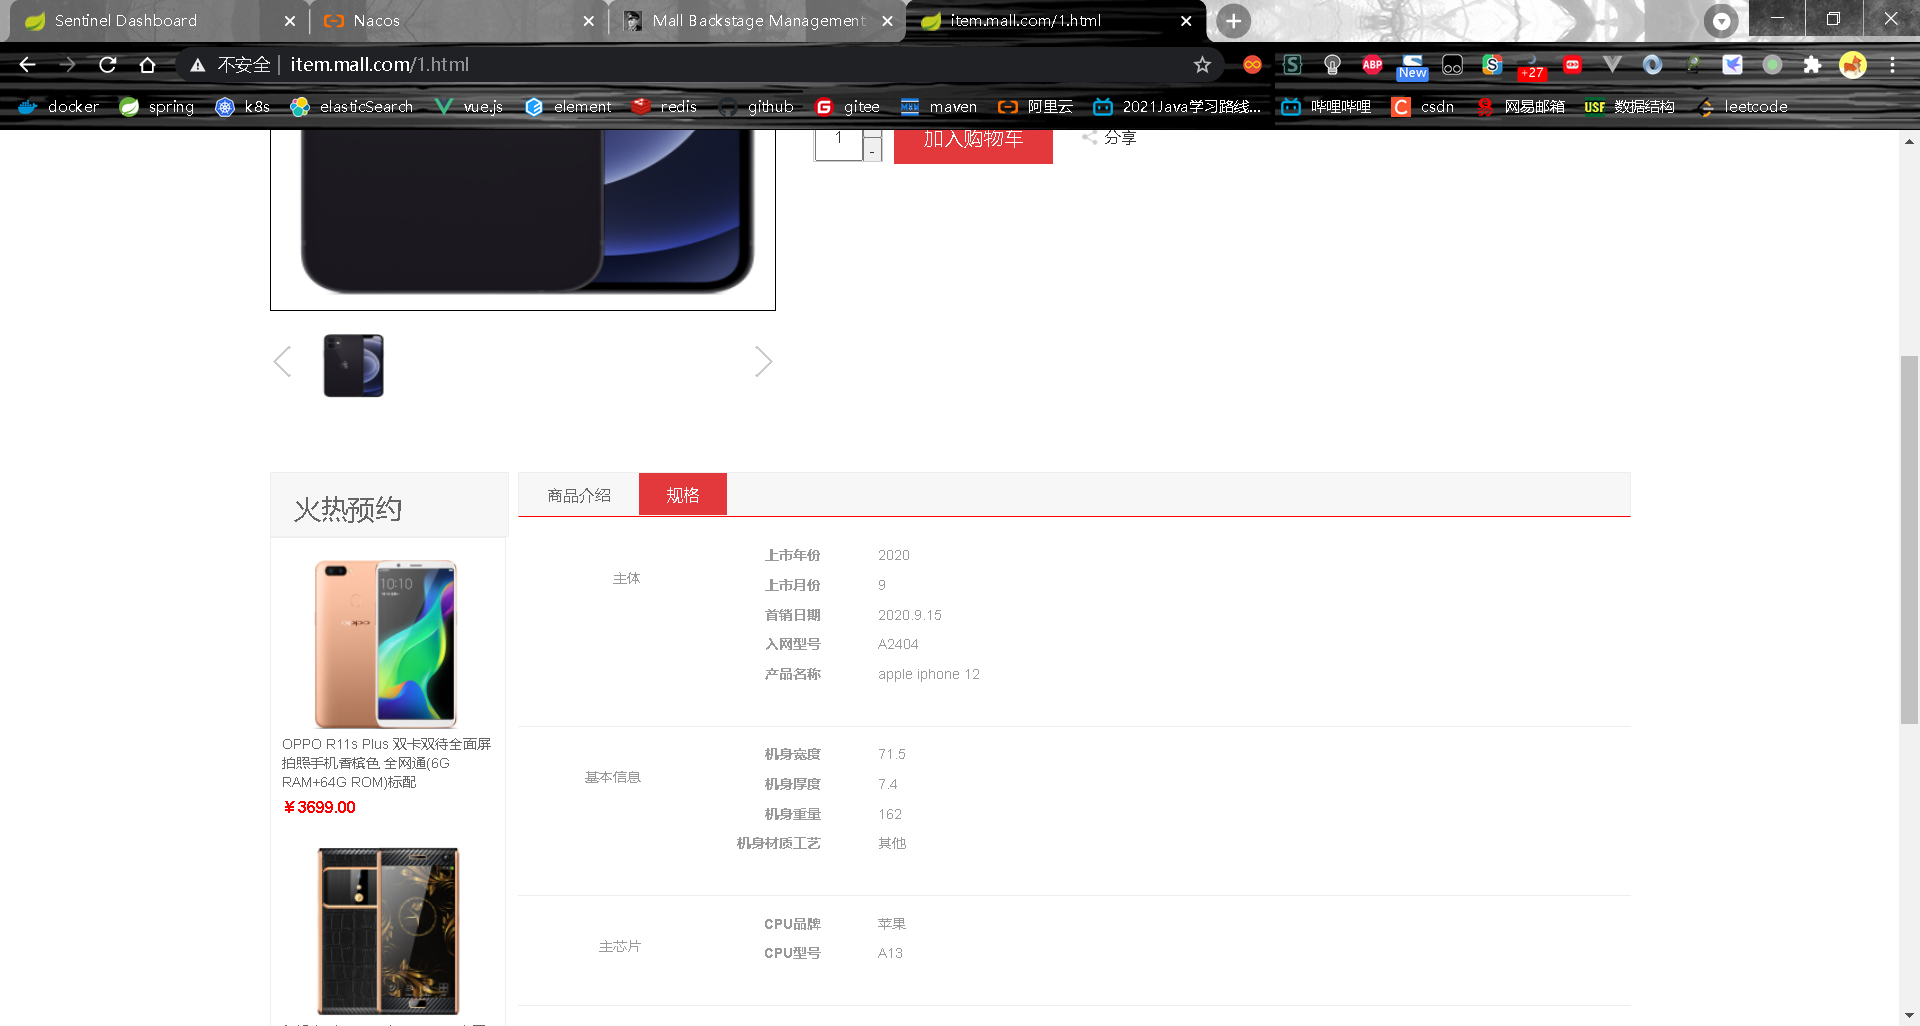 Sentinel Dashboard
Nacos
Mall Backstage Management
item.mall.com/1.html
不安全 | item.mall.com/1.html
ABP
New
+27
docker
spring
k8s
elasticSearch
vue.js
element
redis
github
gitee
maven
阿里云
2021Java学习路线...
哔哩哔哩
csdn
网易邮箱
USF 数据结构
leetcode
1
-
加入购物车
分享
火热预约
商品介绍
规格
主体
上市年份 2020
上市月份 9
首销日期 2020.9.15
入网型号 A2404
产品名称 apple iphone 12
基本信息
机身宽度 71.5
机身厚度 7.4
机身重量 162
机身材质工艺 其他
主芯片
CPU品牌 苹果
CPU型号 A13
10:10
oppo
OPPO R11s Plus 双卡双待全面屏
拍照手机香槟色 全网通(6G
RAM+64G ROM)标配
￥3699.00